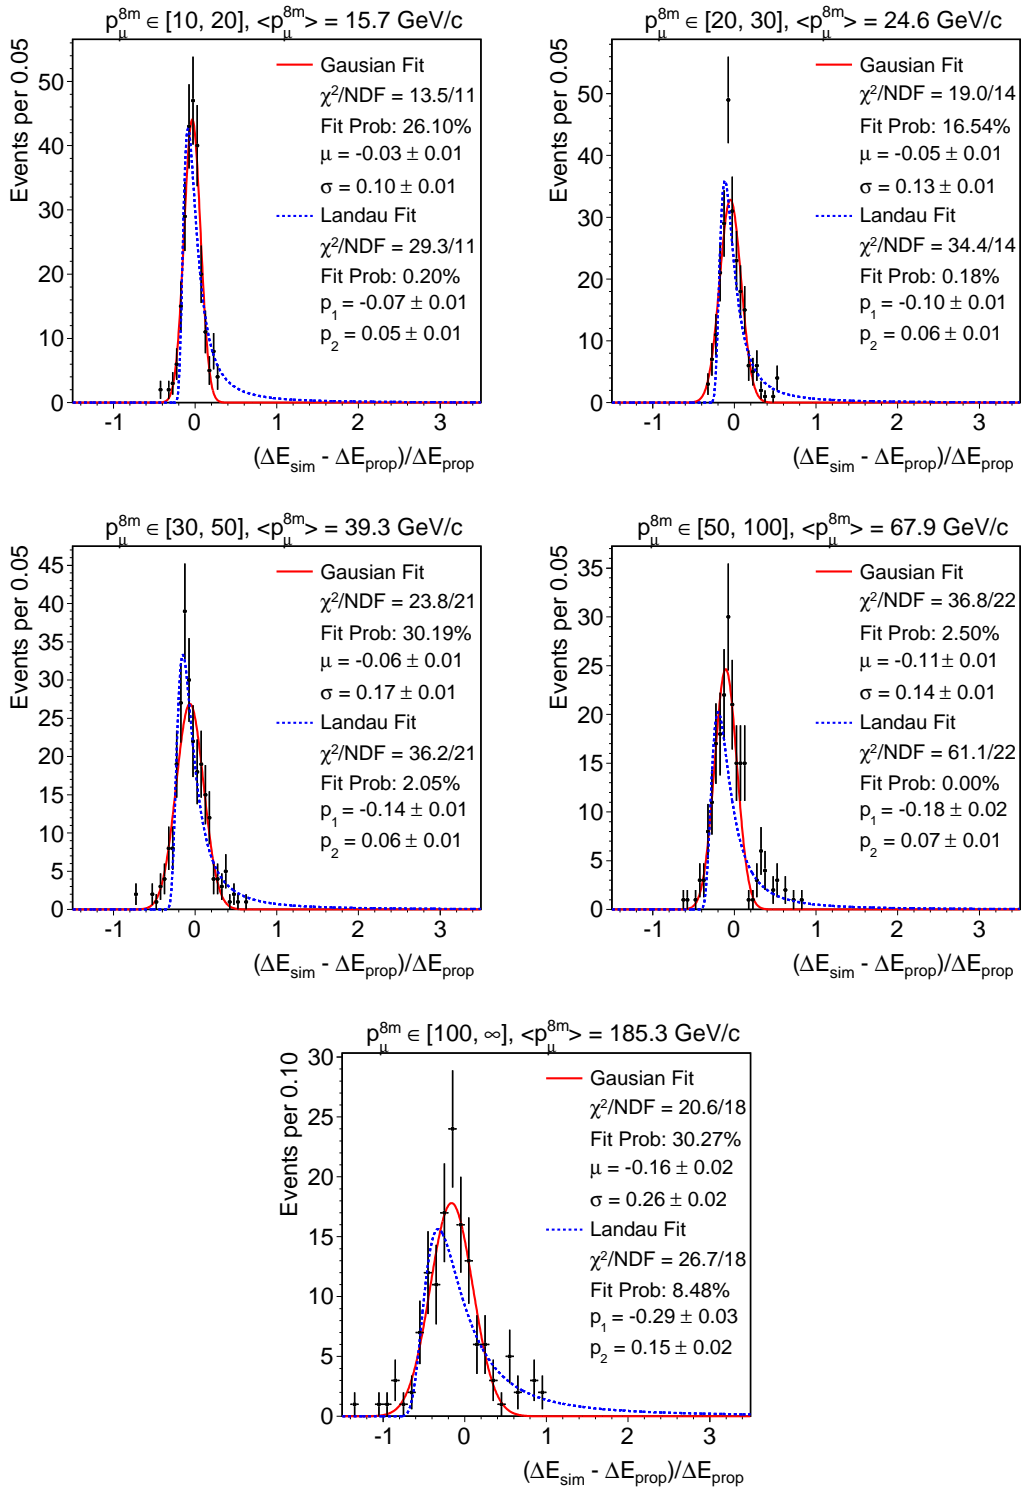 p_μ^8m ∈ [10, 20], <p_μ^8m> = 15.7 GeV/c
Events per 0.05
Gausian Fit
χ²/NDF = 13.5/11
Fit Prob: 26.10%
μ = -0.03 ± 0.01
σ = 0.10 ± 0.01
Landau Fit
χ²/NDF = 29.3/11
Fit Prob: 0.20%
p_1 = -0.07 ± 0.01
p_2 = 0.05 ± 0.01
50
40
30
20
10
0
-1 0 1 2 3
(ΔE_sim - ΔE_prop)/ΔE_prop
p_μ^8m ∈ [20, 30], <p_μ^8m> = 24.6 GeV/c
Events per 0.05
Gausian Fit
χ²/NDF = 19.0/14
Fit Prob: 16.54%
μ = -0.05 ± 0.01
σ = 0.13 ± 0.01
Landau Fit
χ²/NDF = 34.4/14
Fit Prob: 0.18%
p_1 = -0.10 ± 0.01
p_2 = 0.06 ± 0.01
50
40
30
20
10
0
-1 0 1 2 3
(ΔE_sim - ΔE_prop)/ΔE_prop
p_μ^8m ∈ [30, 50], <p_μ^8m> = 39.3 GeV/c
Events per 0.05
Gausian Fit
χ²/NDF = 23.8/21
Fit Prob: 30.19%
μ = -0.06 ± 0.01
σ = 0.17 ± 0.01
Landau Fit
χ²/NDF = 36.2/21
Fit Prob: 2.05%
p_1 = -0.14 ± 0.01
p_2 = 0.06 ± 0.01
45
40
35
30
25
20
15
10
5
0
-1 0 1 2 3
(ΔE_sim - ΔE_prop)/ΔE_prop
p_μ^8m ∈ [50, 100], <p_μ^8m> = 67.9 GeV/c
Events per 0.05
Gausian Fit
χ²/NDF = 36.8/22
Fit Prob: 2.50%
μ = -0.11 ± 0.01
σ = 0.14 ± 0.01
Landau Fit
χ²/NDF = 61.1/22
Fit Prob: 0.00%
p_1 = -0.18 ± 0.02
p_2 = 0.07 ± 0.01
35
30
25
20
15
10
5
0
-1 0 1 2 3
(ΔE_sim - ΔE_prop)/ΔE_prop
p_μ^8m ∈ [100, ∞], <p_μ^8m> = 185.3 GeV/c
Events per 0.10
Gausian Fit
χ²/NDF = 20.6/18
Fit Prob: 30.27%
μ = -0.16 ± 0.02
σ = 0.26 ± 0.02
Landau Fit
χ²/NDF = 26.7/18
Fit Prob: 8.48%
p_1 = -0.29 ± 0.03
p_2 = 0.15 ± 0.02
30
25
20
15
10
5
0
-1 0 1 2 3
(ΔE_sim - ΔE_prop)/ΔE_prop